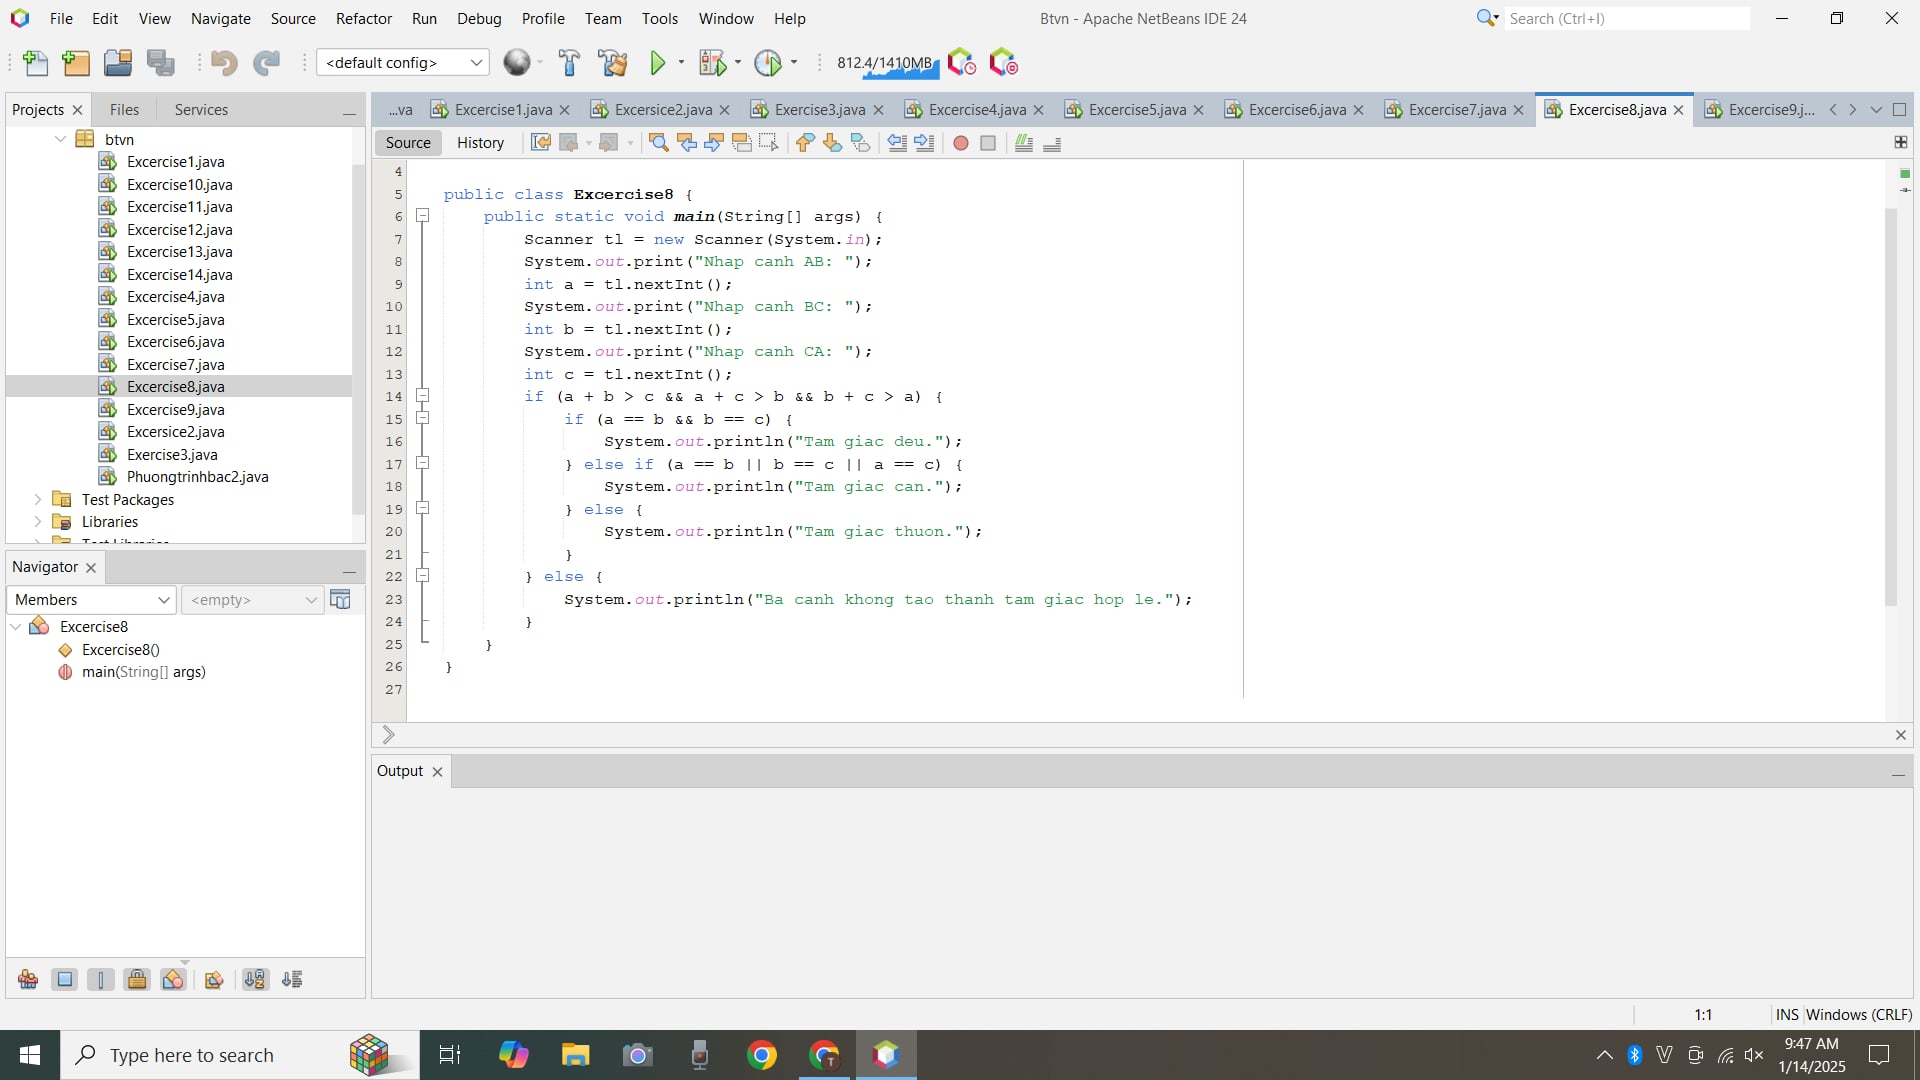 File Edit View Navigate Source Refactor Run Debug Profile Team Tools Window Help
Btvn - Apache NetBeans IDE 24
Search (Ctrl+I)
<default config>
812.4/1410MB
Projects Files Services
btvn
Excercise1.java
Excercise10.java
Excercise11.java
Excercise12.java
Excercise13.java
Excercise14.java
Excercise4.java
Excercise5.java
Excercise6.java
Excercise7.java
Excercise8.java
Excercise9.java
Excersice2.java
Exercise3.java
Phuongtrinhbac2.java
Test Packages
Libraries
Test Libraries
Navigator
Members <empty>
Excercise8
Excercise8()
main(String[] args)
...va Excercise1.java Excersice2.java Exercise3.java Excercise4.java Excercise5.java Excercise6.java Excercise7.java Excercise8.java Excercise9.j...
Source History
4
5 public class Excercise8 {
6 public static void main(String[] args) {
7 Scanner tl = new Scanner(System.in);
8 System.out.print("Nhap canh AB: ");
9 int a = tl.nextInt();
10 System.out.print("Nhap canh BC: ");
11 int b = tl.nextInt();
12 System.out.print("Nhap canh CA: ");
13 int c = tl.nextInt();
14 if (a + b > c && a + c > b && b + c > a) {
15 if (a == b && b == c) {
16 System.out.println("Tam giac deu.");
17 } else if (a == b || b == c || a == c) {
18 System.out.println("Tam giac can.");
19 } else {
20 System.out.println("Tam giac thuon.");
21 }
22 } else {
23 System.out.println("Ba canh khong tao thanh tam giac hop le.");
24 }
25 }
26 }
27
Output
1:1 INS Windows (CRLF)
Type here to search
9:47 AM
1/14/2025